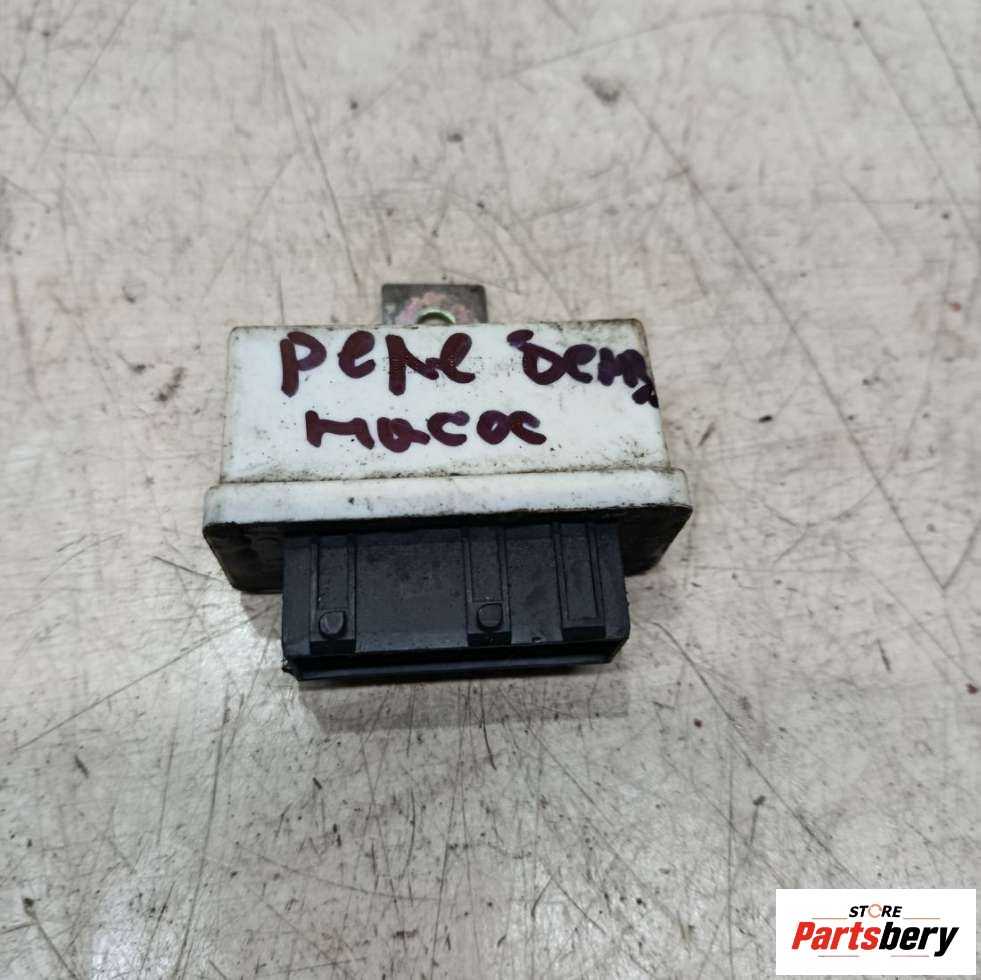 реле бенз
насос
STORE
Partsbery